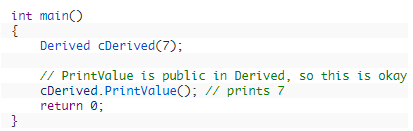 int main()
{
    Derived cDerived(7);

    // PrintValue is public in Derived, so this is okay
    cDerived.PrintValue(); // prints 7
    return 0;
}